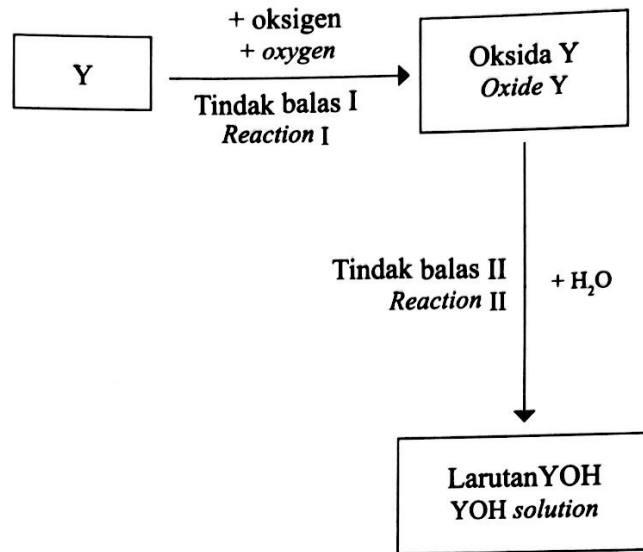 Y
+ oksigen
+ oxygen
Tindak balas I
Reaction I
Oksida Y
Oxide Y
Tindak balas II
Reaction II
+ H₂O
LarutanYOH
YOH solution